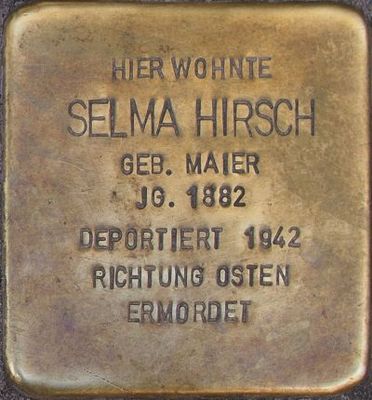 HIER WOHNTE
SELMA HIRSCH
GEB. MAIER
JG. 1882
DEPORTIERT 1942
RICHTUNG OSTEN
ERMORDET